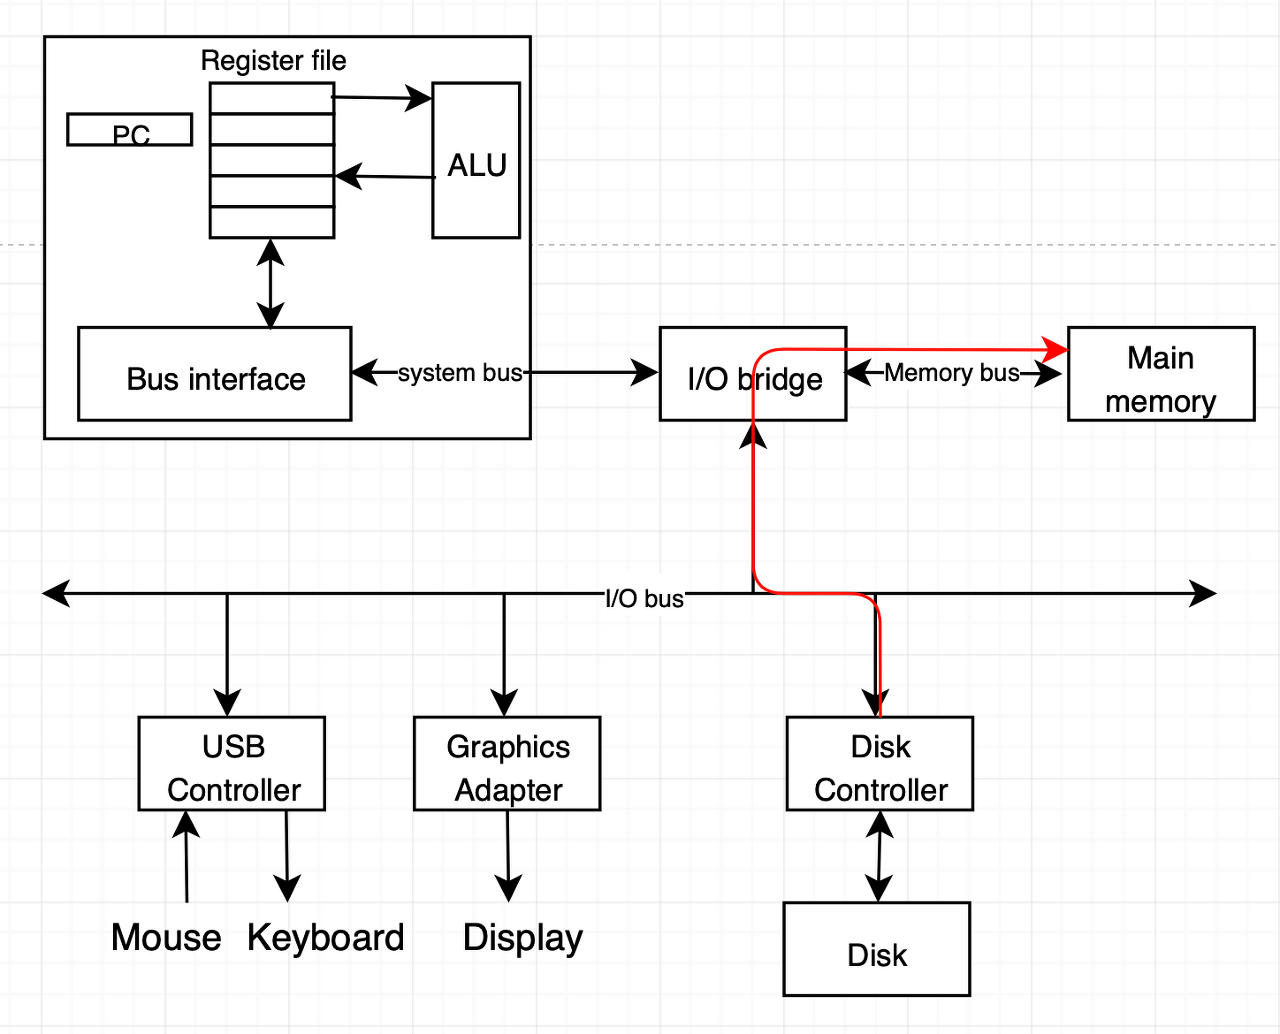 Register file
PC
ALU
Bus interface
system bus
I/O bridge
Memory bus
Main
memory
I/O bus
USB
Controller
Graphics
Adapter
Disk
Controller
Mouse
Keyboard
Display
Disk